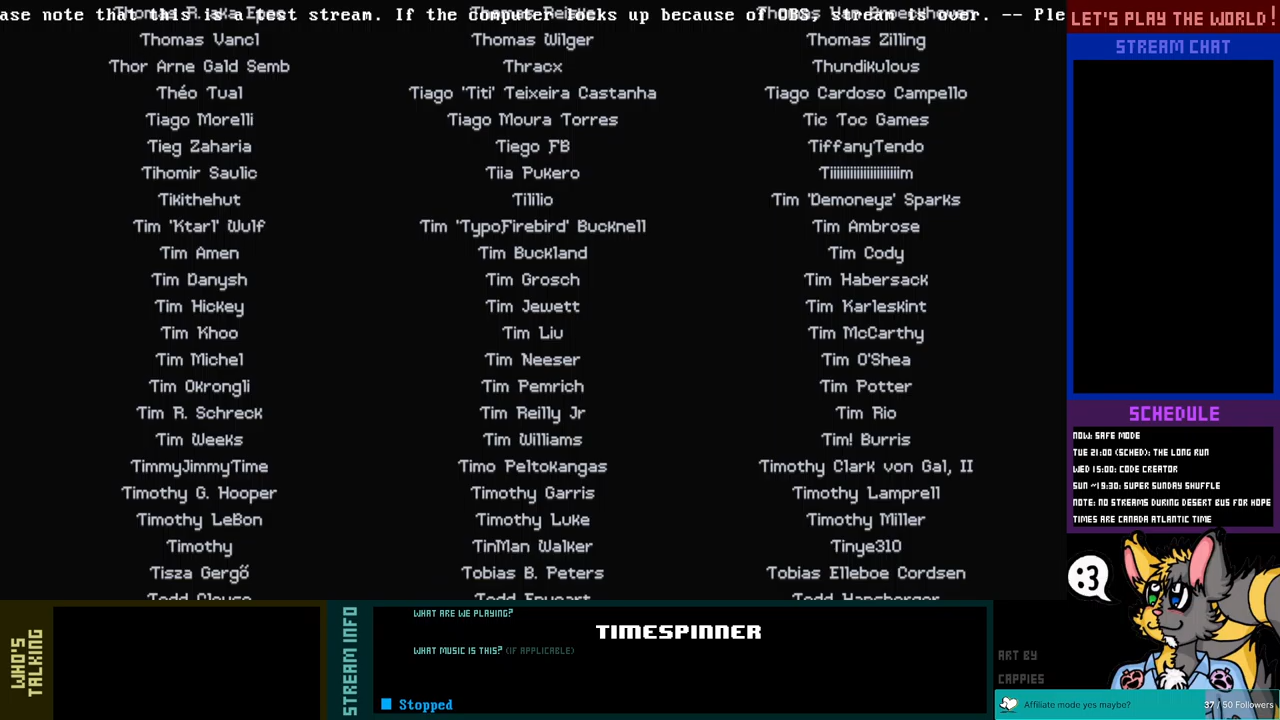 ase note that this is a test stream. If the computer locks up because of OBS, stream is over. -- Ple
Thomas Vancl Thomas Wilger Thomas Zilling
Thor Arne Gald Semb Thracx Thundikulous
Théo Tual Tiago 'Titi' Teixeira Castanha Tiago Cardoso Campello
Tiago Morelli Tiago Moura Torres Tic Toc Games
Tieg Zaharia Tiego FB TiffanyTendo
Tihomir Saulic Tiia Pukero
Tikithehut Tililio Tim 'Demoneyz' Sparks
Tim 'Ktarl' Wulf Tim 'TypoFirebird' Bucknell Tim Ambrose
Tim Amen Tim Buckland Tim Cody
Tim Danysh Tim Grosch Tim Habersack
Tim Hickey Tim Jewett Tim Karleskint
Tim Khoo Tim Liu Tim McCarthy
Tim Michel Tim Neeser Tim O'Shea
Tim Okrongli Tim Pemrich Tim Potter
Tim R. Schreck Tim Reilly Jr Tim Rio
Tim Weeks Tim Williams Tim! Burris
TimmyJimmyTime Timo Peltokangas Timothy Clark von Gal, II
Timothy G. Hooper Timothy Garris Timothy Lamprell
Timothy LeBon Timothy Luke Timothy Miller
Timothy TinMan Walker Tinye310
Tisza Gergő Tobias B. Peters Tobias Elleboe Cordsen
LET'S PLAY THE WORLD!
STREAM CHAT
SCHEDULE
NOW: SAFE MODE
TUE 21:00 (SCHED): THE LONG RUN
WED 15:00: CODE CREATOR
SUN ~19:30: SUPER SUNDAY SHUFFLE
NOTE: NO STREAMS DURING DESERT BUS FOR HOPE
TIMES ARE CANADA ATLANTIC TIME
:3
WHO'S
TALKING
STREAM INFO
WHAT ARE WE PLAYING?
TIMESPINNER
WHAT MUSIC IS THIS? (IF APPLICABLE)
Stopped
ART BY
CAPPIES
Affiliate mode yes maybe? 37 / 50 Followers